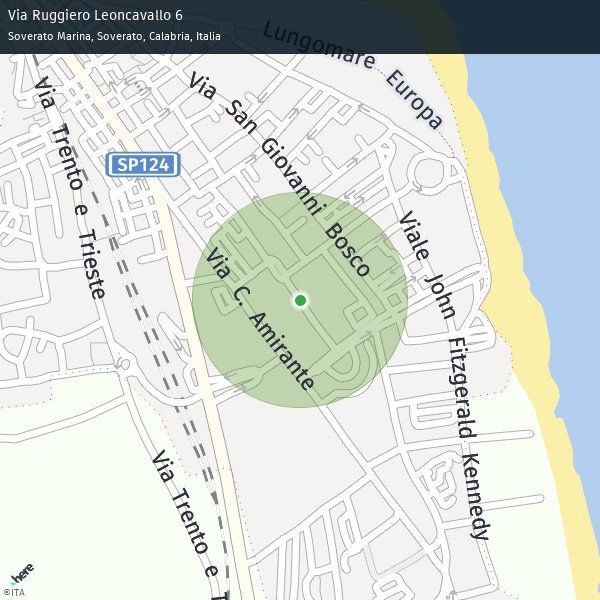 Via Ruggiero Leoncavallo 6
Soverato Marina, Soverato, Calabria, Italia
Lungomare Europa
Via San Giovanni Bosco
Via Trento e Trieste
SP124
Viale John Fitzgerald Kennedy
Via C. Amirante
Via Trento e T
here
©ITA